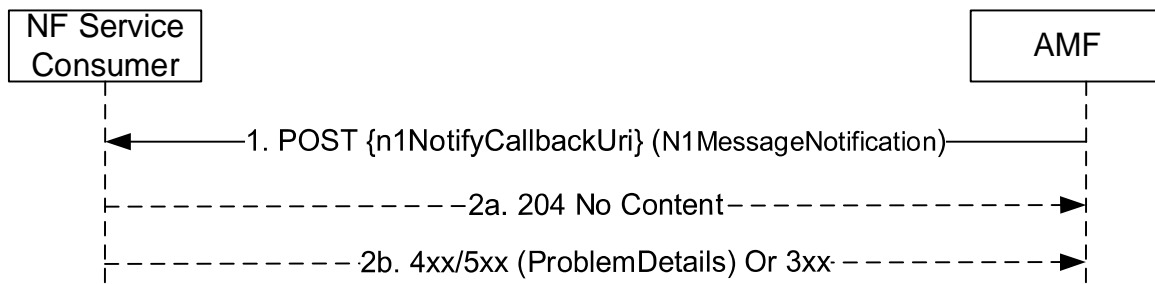 NF Service
Consumer
AMF
1. POST {n1NotifyCallbackUri} (N1MessageNotification)
2a. 204 No Content
2b. 4xx/5xx (ProblemDetails) Or 3xx